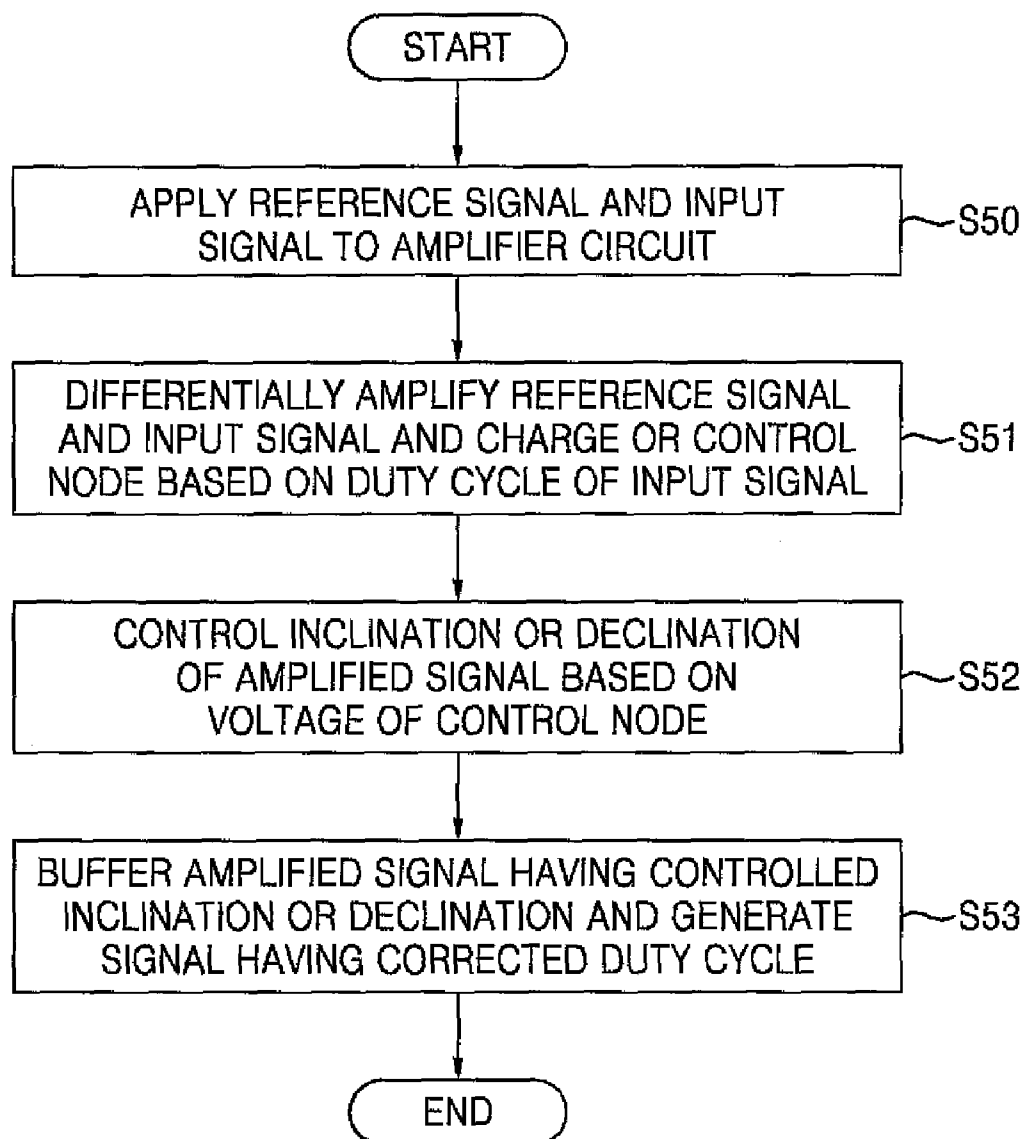 START
APPLY REFERENCE SIGNAL AND INPUT
SIGNAL TO AMPLIFIER CIRCUIT
S50
DIFFERENTIALLY AMPLIFY REFERENCE SIGNAL
AND INPUT SIGNAL AND CHARGE OR CONTROL
NODE BASED ON DUTY CYCLE OF INPUT SIGNAL
S51
CONTROL INCLINATION OR DECLINATION
OF AMPLIFIED SIGNAL BASED ON
VOLTAGE OF CONTROL NODE
S52
BUFFER AMPLIFIED SIGNAL HAVING CONTROLLED
INCLINATION OR DECLINATION AND GENERATE
SIGNAL HAVING CORRECTED DUTY CYCLE
S53
END